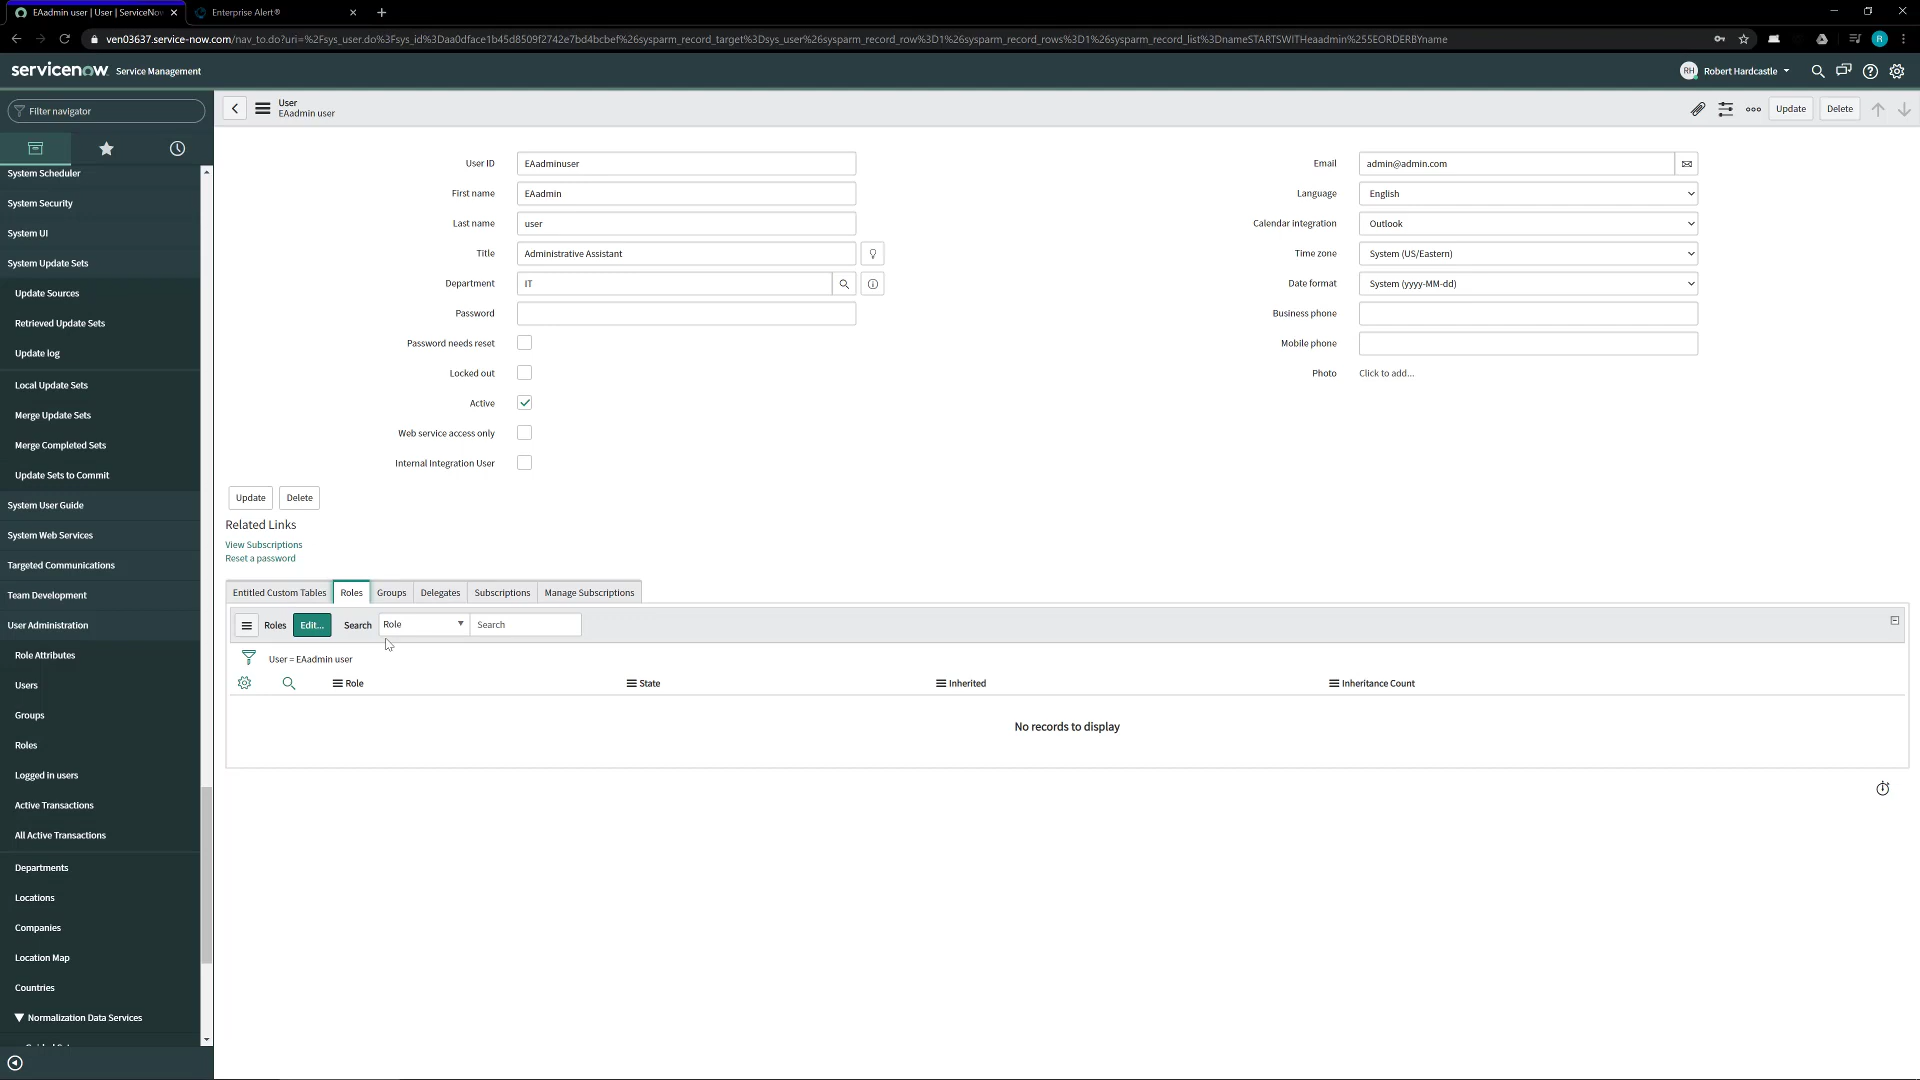 EAadmin user | User | ServiceNo
Enterprise Alert®
ven03637.service-now.com/nav_to.do?uri=%2Fsys_user.do%3Fsys_id%3Daa0dface1b45d8509f2742e7bd4bcbef%26sysparm_record_target%3Dsys_user%26sysparm_record_row%3D1%26sysparm_record_rows%3D1%26sysparm_record_list%3DnameSTARTSWITHeaadmin%255EORDERBYname
R
servicenow Service Management
RH Robert Hardcastle
Filter navigator
User
EAadmin user
Update
Delete
System Scheduler
System Security
System UI
System Update Sets
Update Sources
Retrieved Update Sets
Update log
Local Update Sets
Merge Update Sets
Merge Completed Sets
Update Sets to Commit
System User Guide
System Web Services
Targeted Communications
Team Development
User Administration
Role Attributes
Users
Groups
Roles
Logged in users
Active Transactions
All Active Transactions
Departments
Locations
Companies
Location Map
Countries
Normalization Data Services
User ID EAadminuser
First name EAadmin
Last name user
Title Administrative Assistant
Department IT
Password
Password needs reset
Locked out
Active
Web service access only
Internal Integration User
Email admin@admin.com
Language English
Calendar integration Outlook
Time zone System (US/Eastern)
Date format System (yyyy-MM-dd)
Business phone
Mobile phone
Photo Click to add...
Update Delete
Related Links
View Subscriptions
Reset a password
Entitled Custom Tables Roles Groups Delegates Subscriptions Manage Subscriptions
Roles Edit... Search Role Search
User = EAadmin user
Role State Inherited Inheritance Count
No records to display